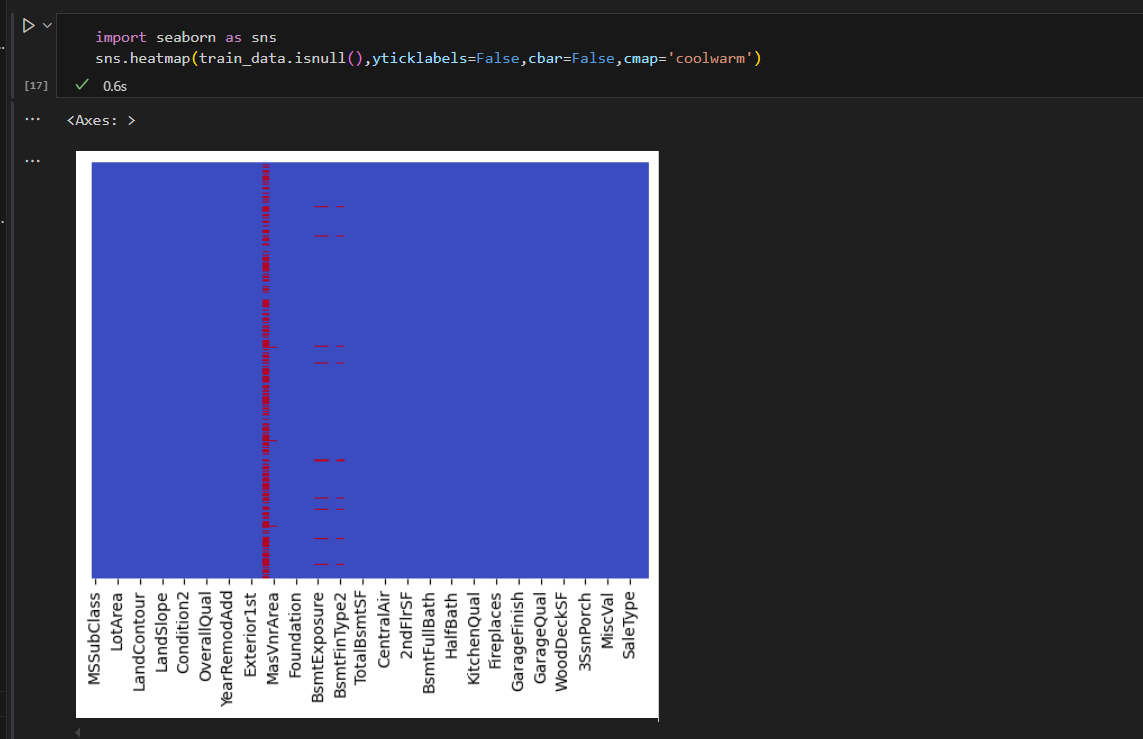 import seaborn as sns
sns.heatmap(train_data.isnull(),yticklabels=False,cbar=False,cmap='coolwarm')
[17]
0.6s
<Axes: >
MSSubClass
LotArea
LandContour
LandSlope
Condition2
OverallQual
YearRemodAdd
Exterior1st
MasVnrArea
Foundation
BsmtExposure
BsmtFinType2
TotalBsmtSF
CentralAir
2ndFlrSF
BsmtFullBath
HalfBath
KitchenQual
Fireplaces
GarageFinish
GarageQual
WoodDeckSF
3SsnPorch
MiscVal
SaleType